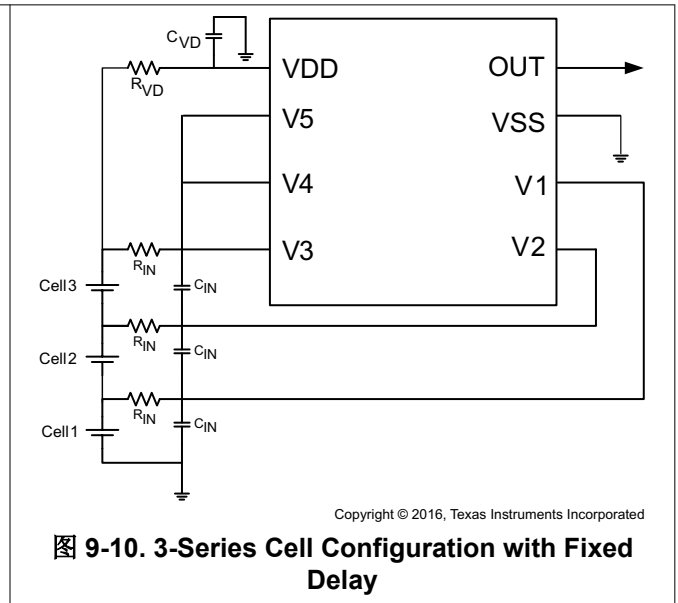 CVD
RVD
VDD
OUT
V5
VSS
V4
V1
V3
V2
RIN
Cell3
CIN
RIN
Cell2
CIN
RIN
Cell1
CIN
Copyright © 2016, Texas Instruments Incorporated
图 9-10. 3-Series Cell Configuration with Fixed
Delay